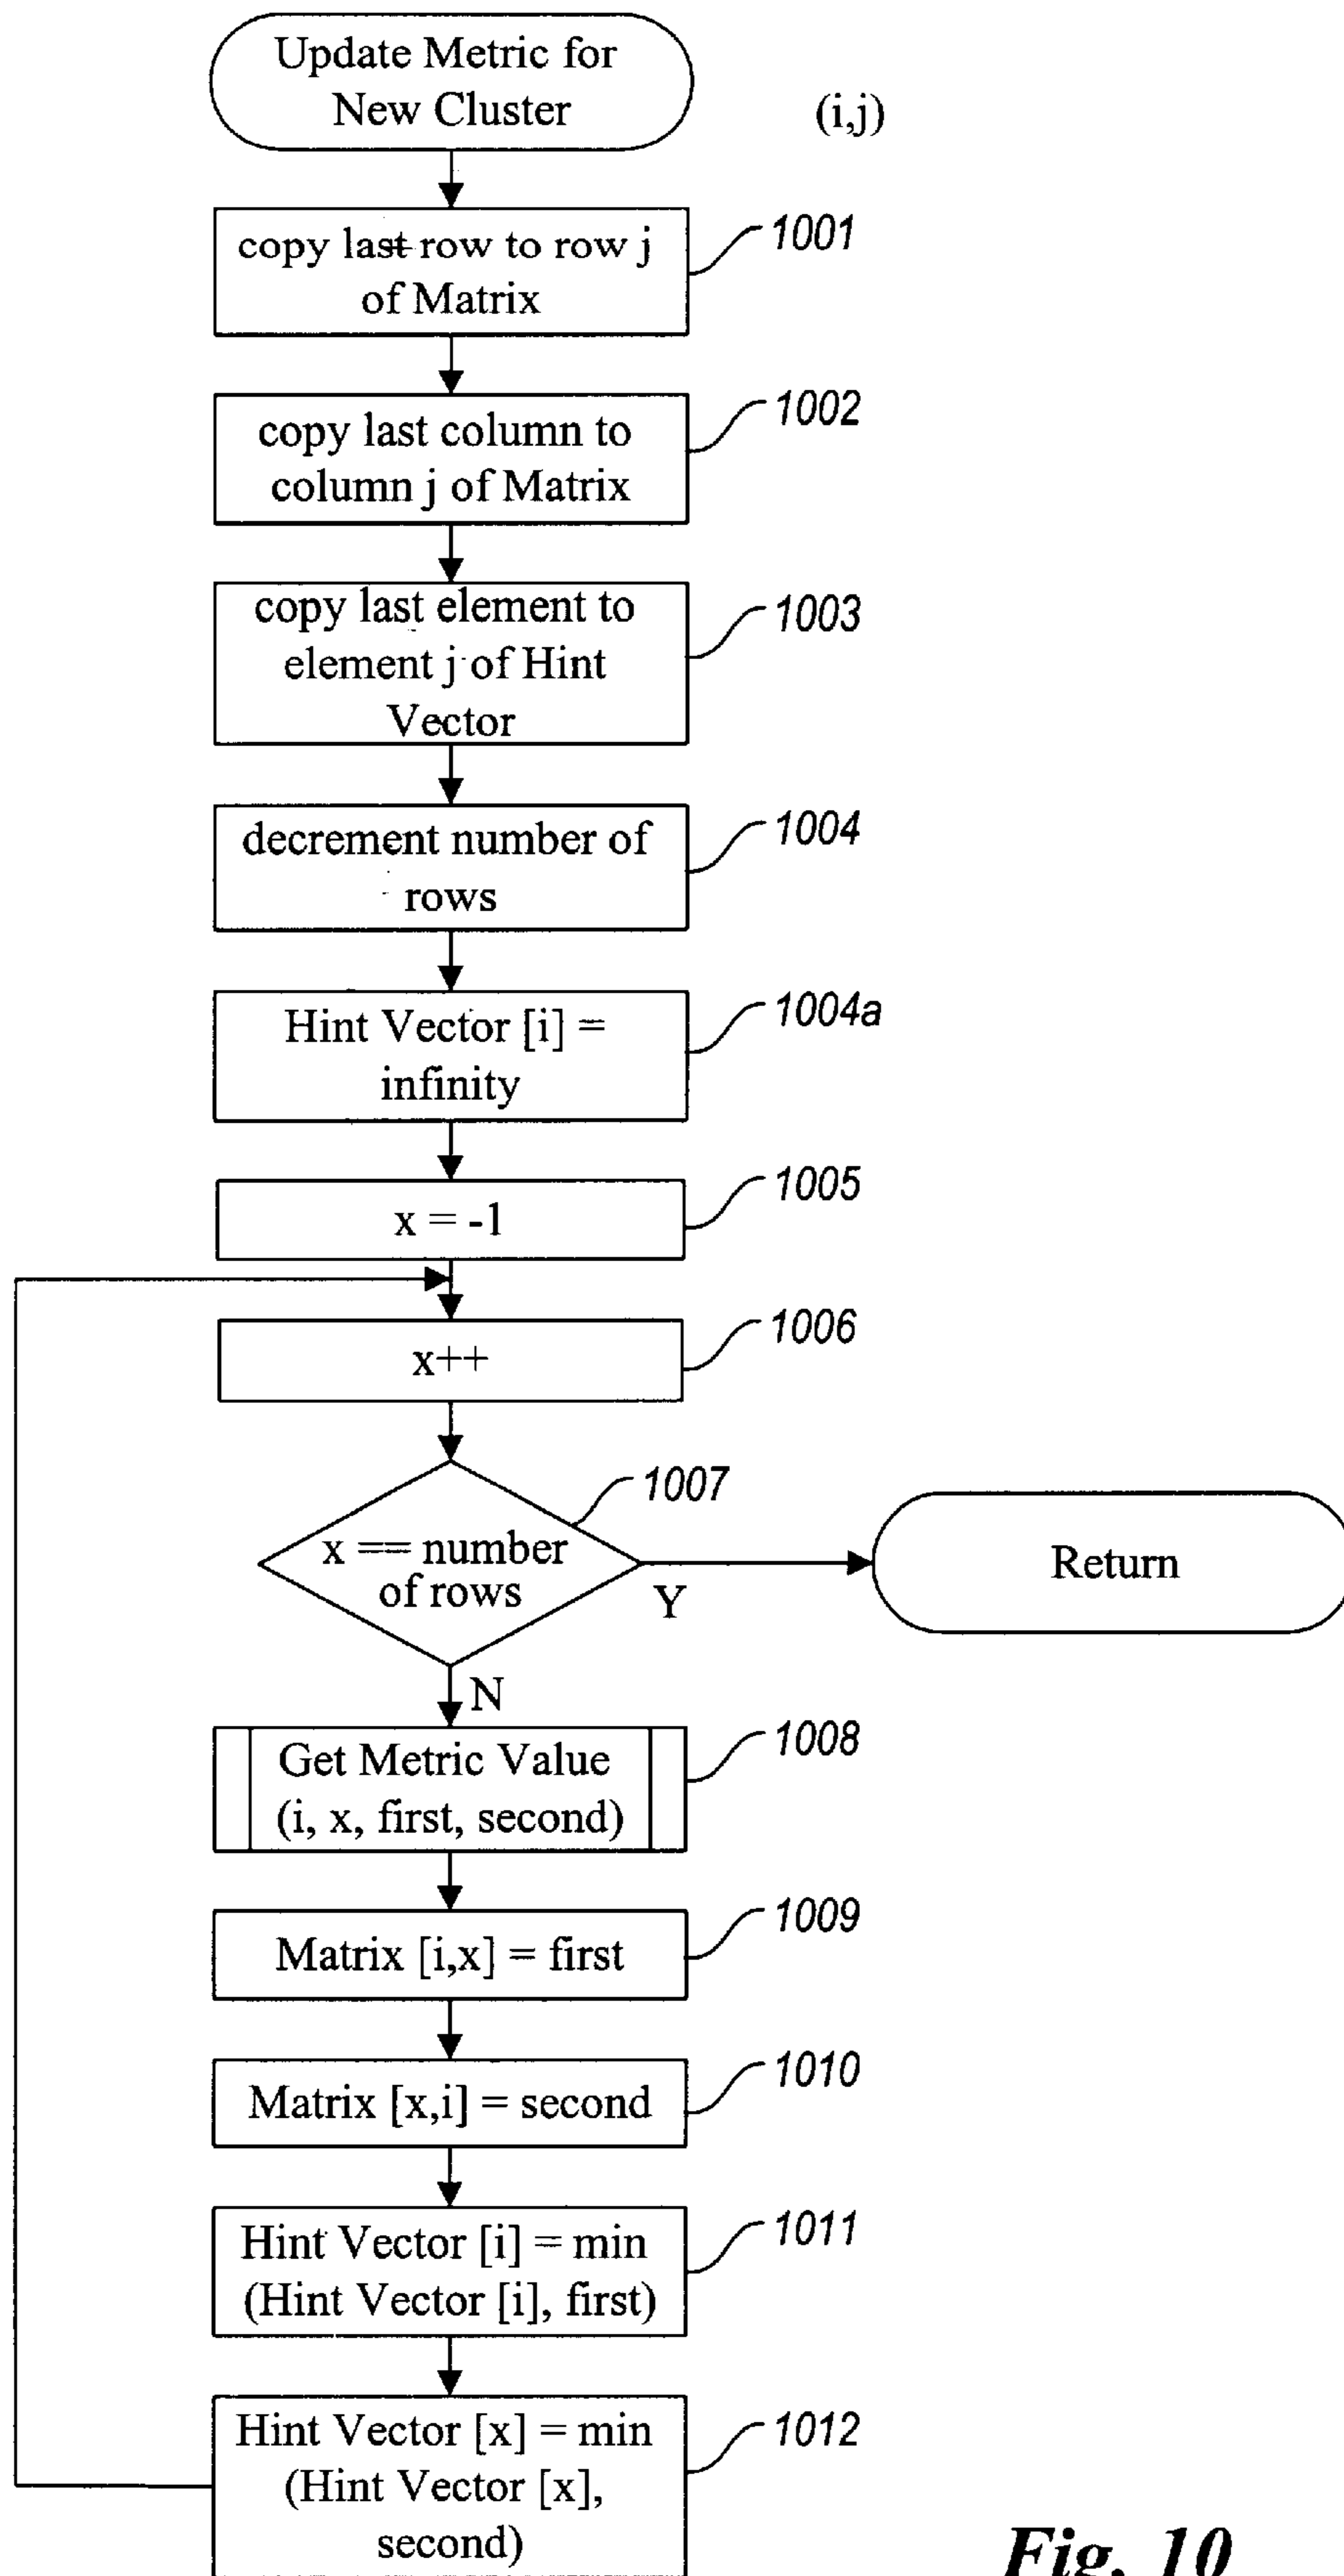 Update Metric for
New Cluster
(i,j)
copy last row to row j
of Matrix
1001
copy last column to
column j of Matrix
1002
copy last element to
element j of Hint
Vector
1003
decrement number of
rows
1004
Hint Vector [i] =
infinity
1004a
x = -1
1005
x++
1006
1007
x == number
of rows
Y
Return
N
Get Metric Value
(i, x, first, second)
1008
Matrix [i,x] = first
1009
Matrix [x,i] = second
1010
Hint Vector [i] = min
(Hint Vector [i], first)
1011
Hint Vector [x] = min
(Hint Vector [x],
second)
1012
Fig. 10